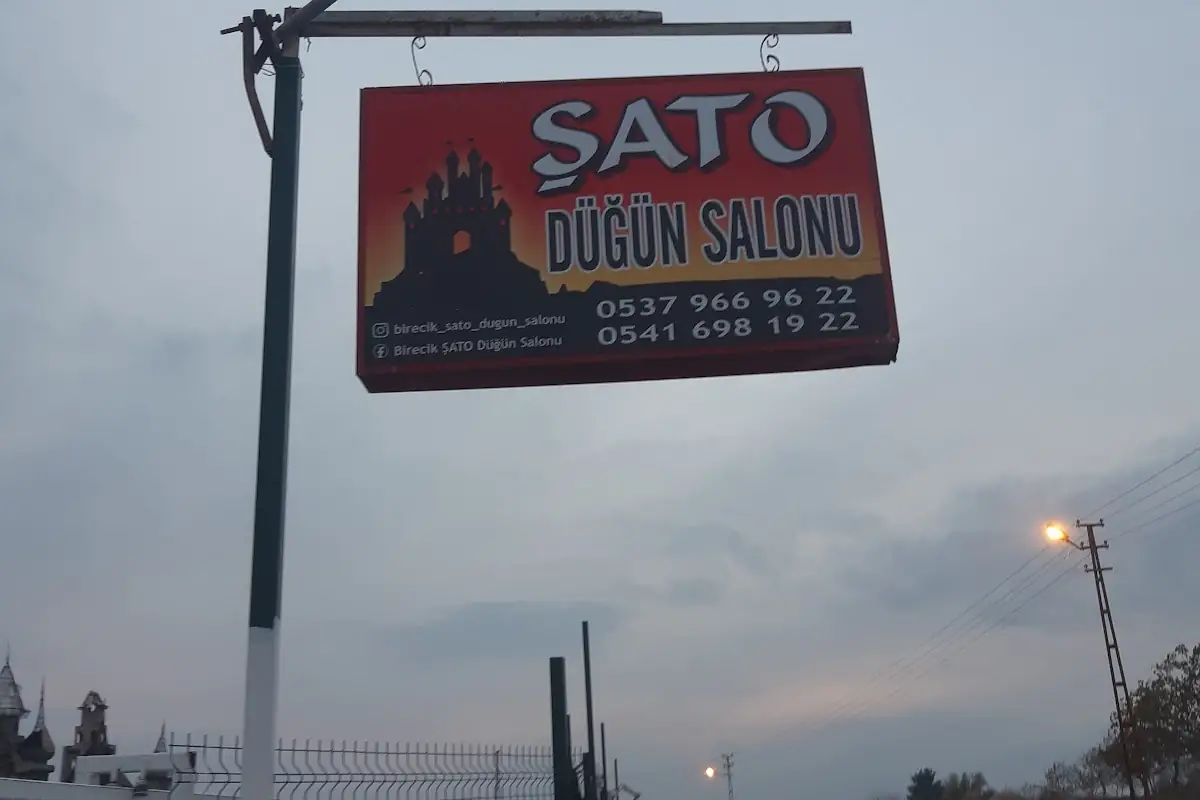 ŞATO
DÜĞÜN SALONU
0537 966 96 22
0541 698 19 22
birecik_sato_dugun_salonu
Birecik ŞATO Düğün Salonu